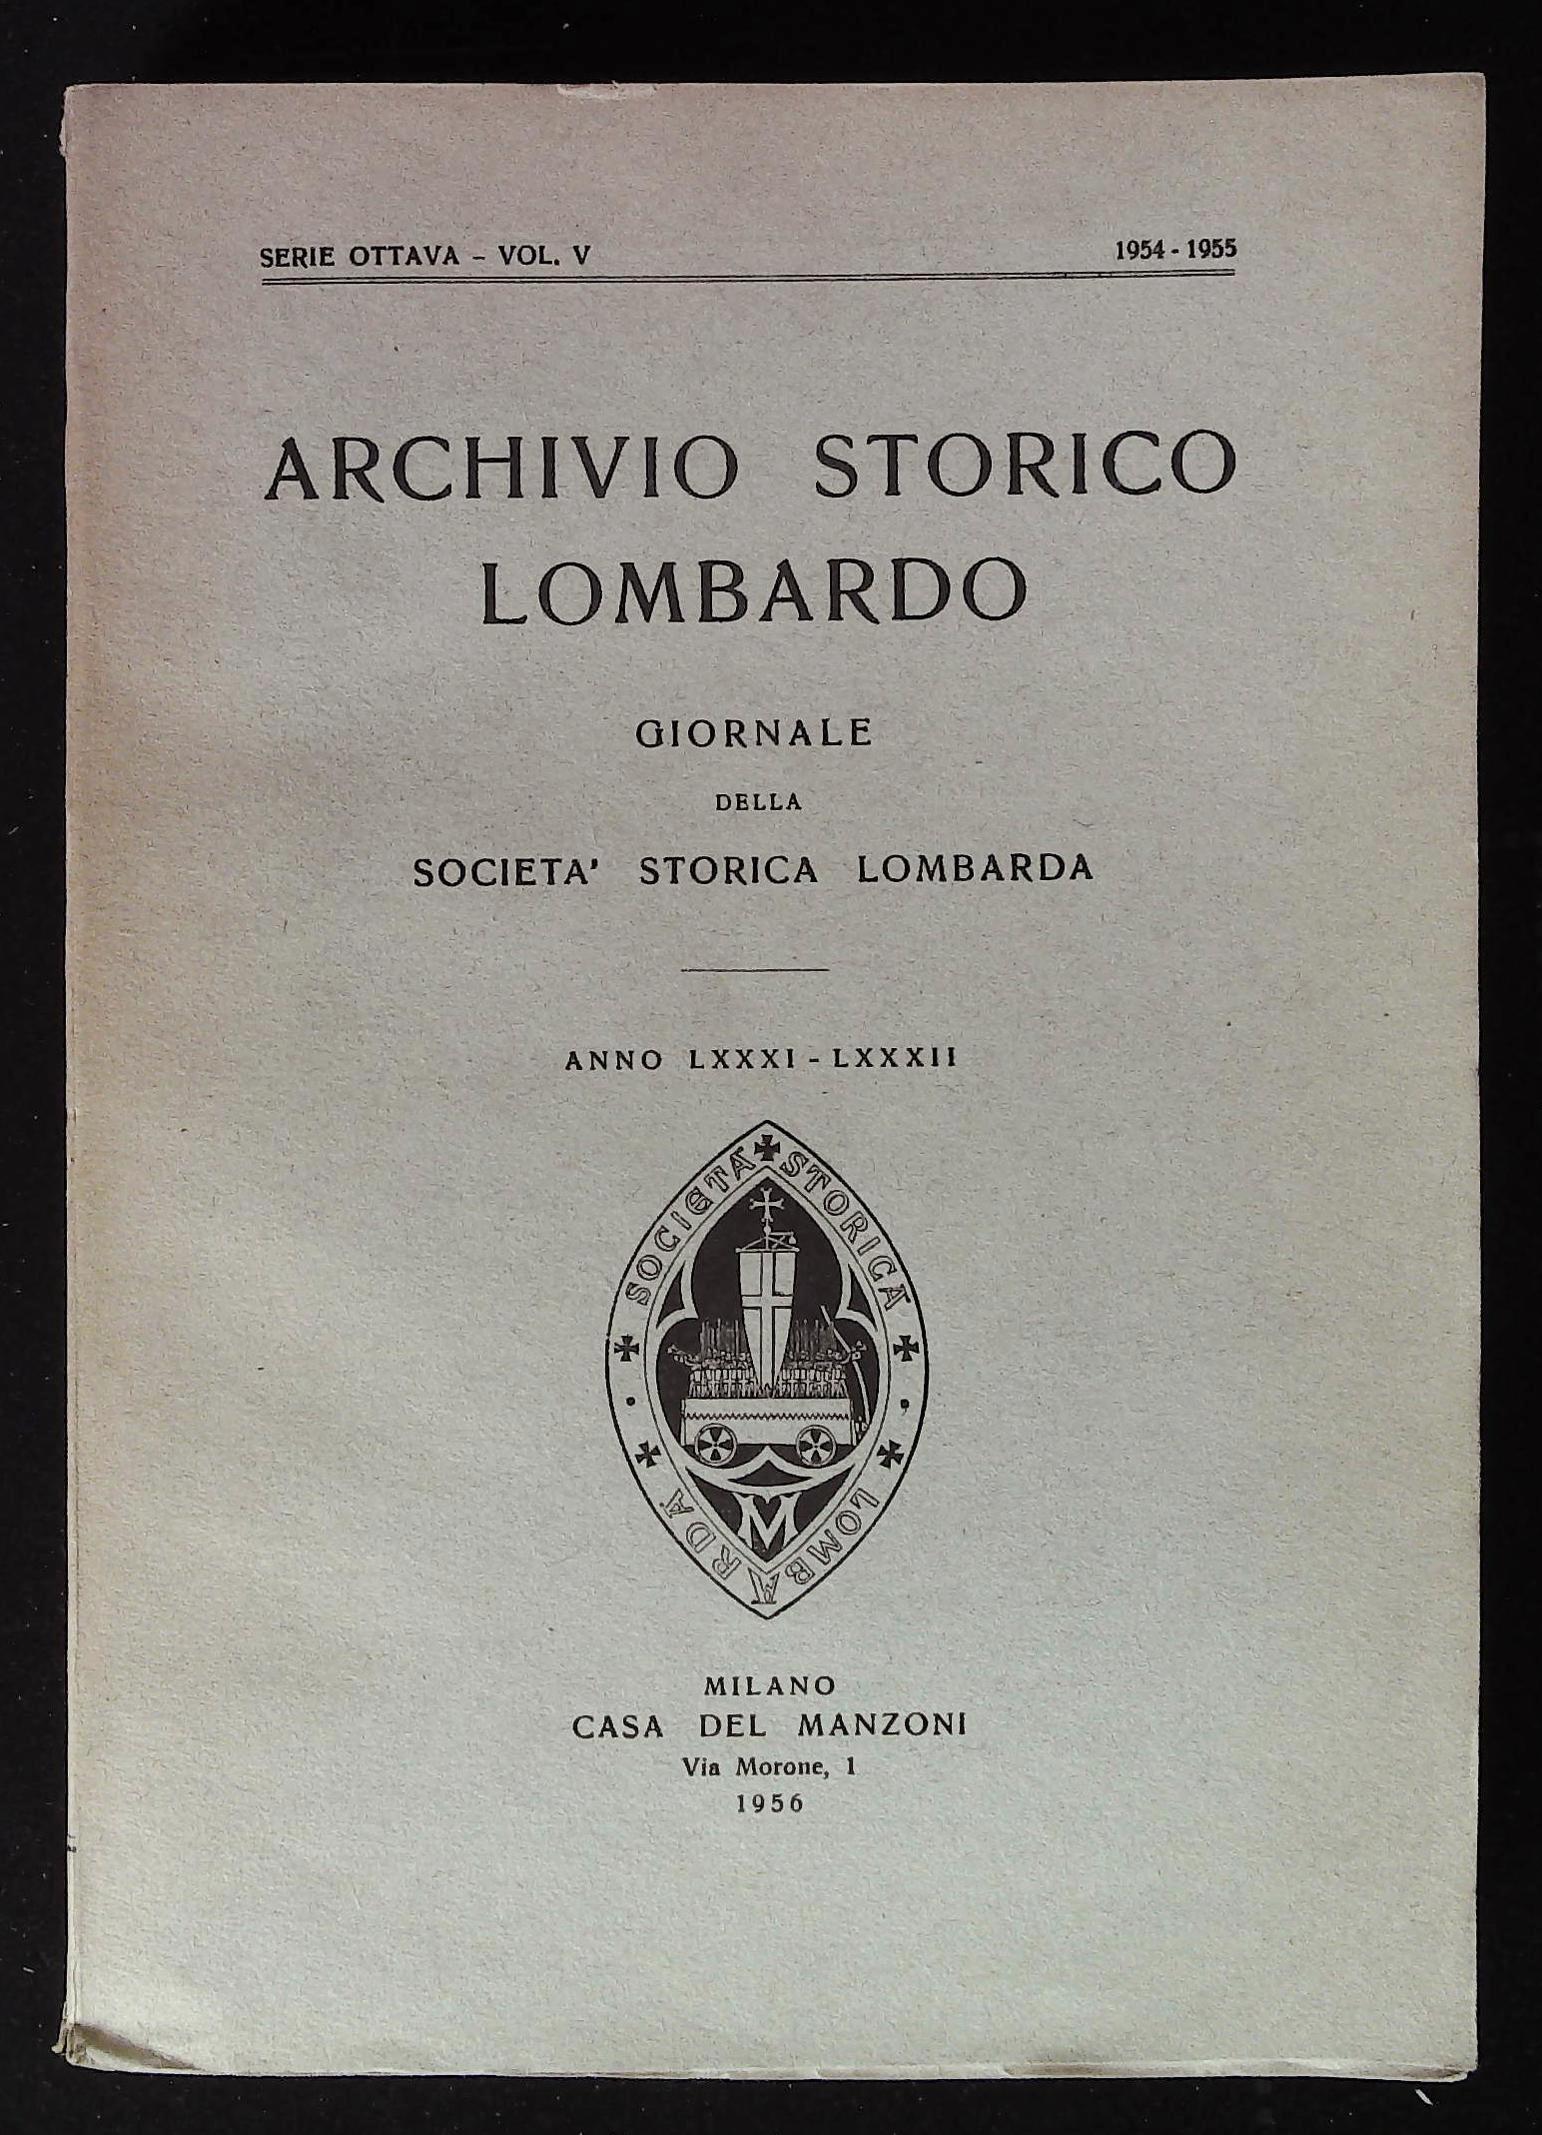 SERIE OTTAVA – VOL. V
1954 - 1955
ARCHIVIO STORICO
LOMBARDO
GIORNALE
DELLA
SOCIETA' STORICA LOMBARDA
ANNO LXXXI - LXXXII
SOCIETÀ STORICA
LOMBARDA
M
MILANO
CASA DEL MANZONI
Via Morone, 1
1956